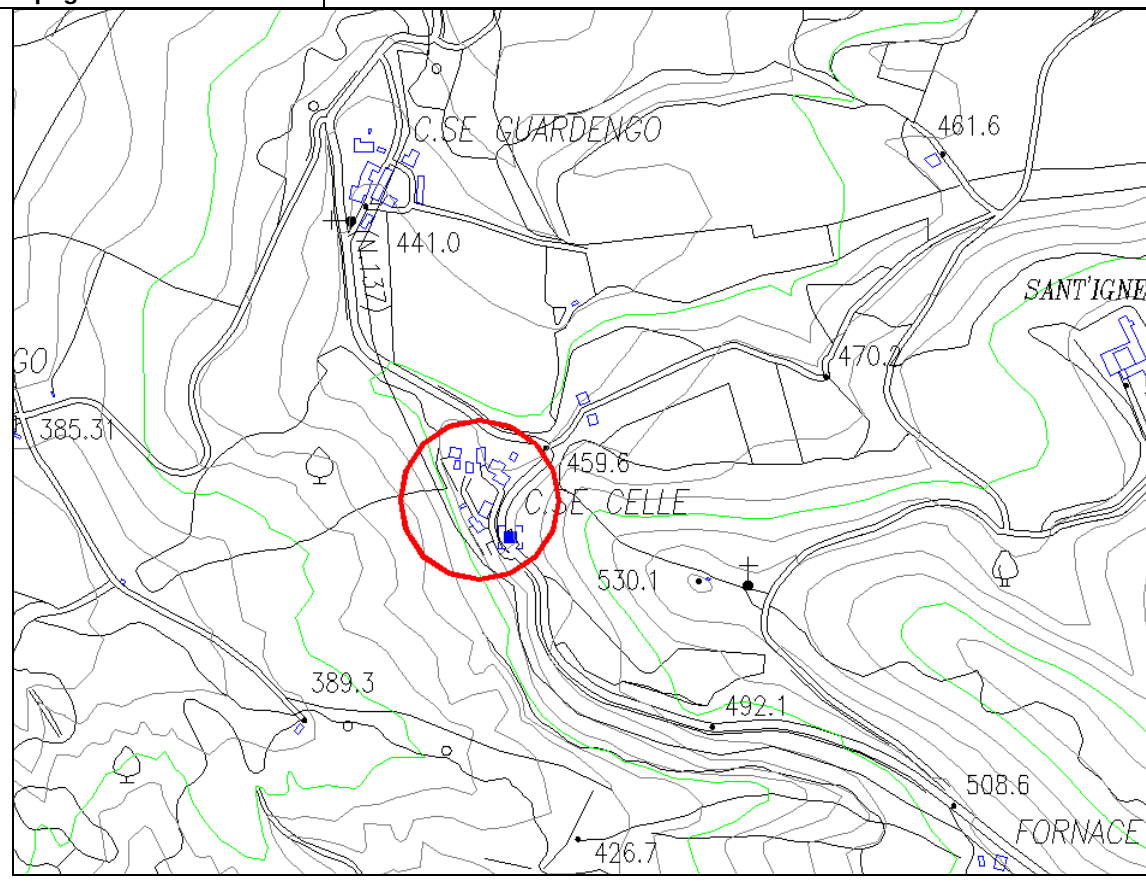 C.SE GUARDENGO
461.6
441.0
(N.137)
SANT'IGNE
470.2
GO
385.31
459.6
C.SE CELLE
530.1
389.3
492.1
508.6
FORNACE
426.7